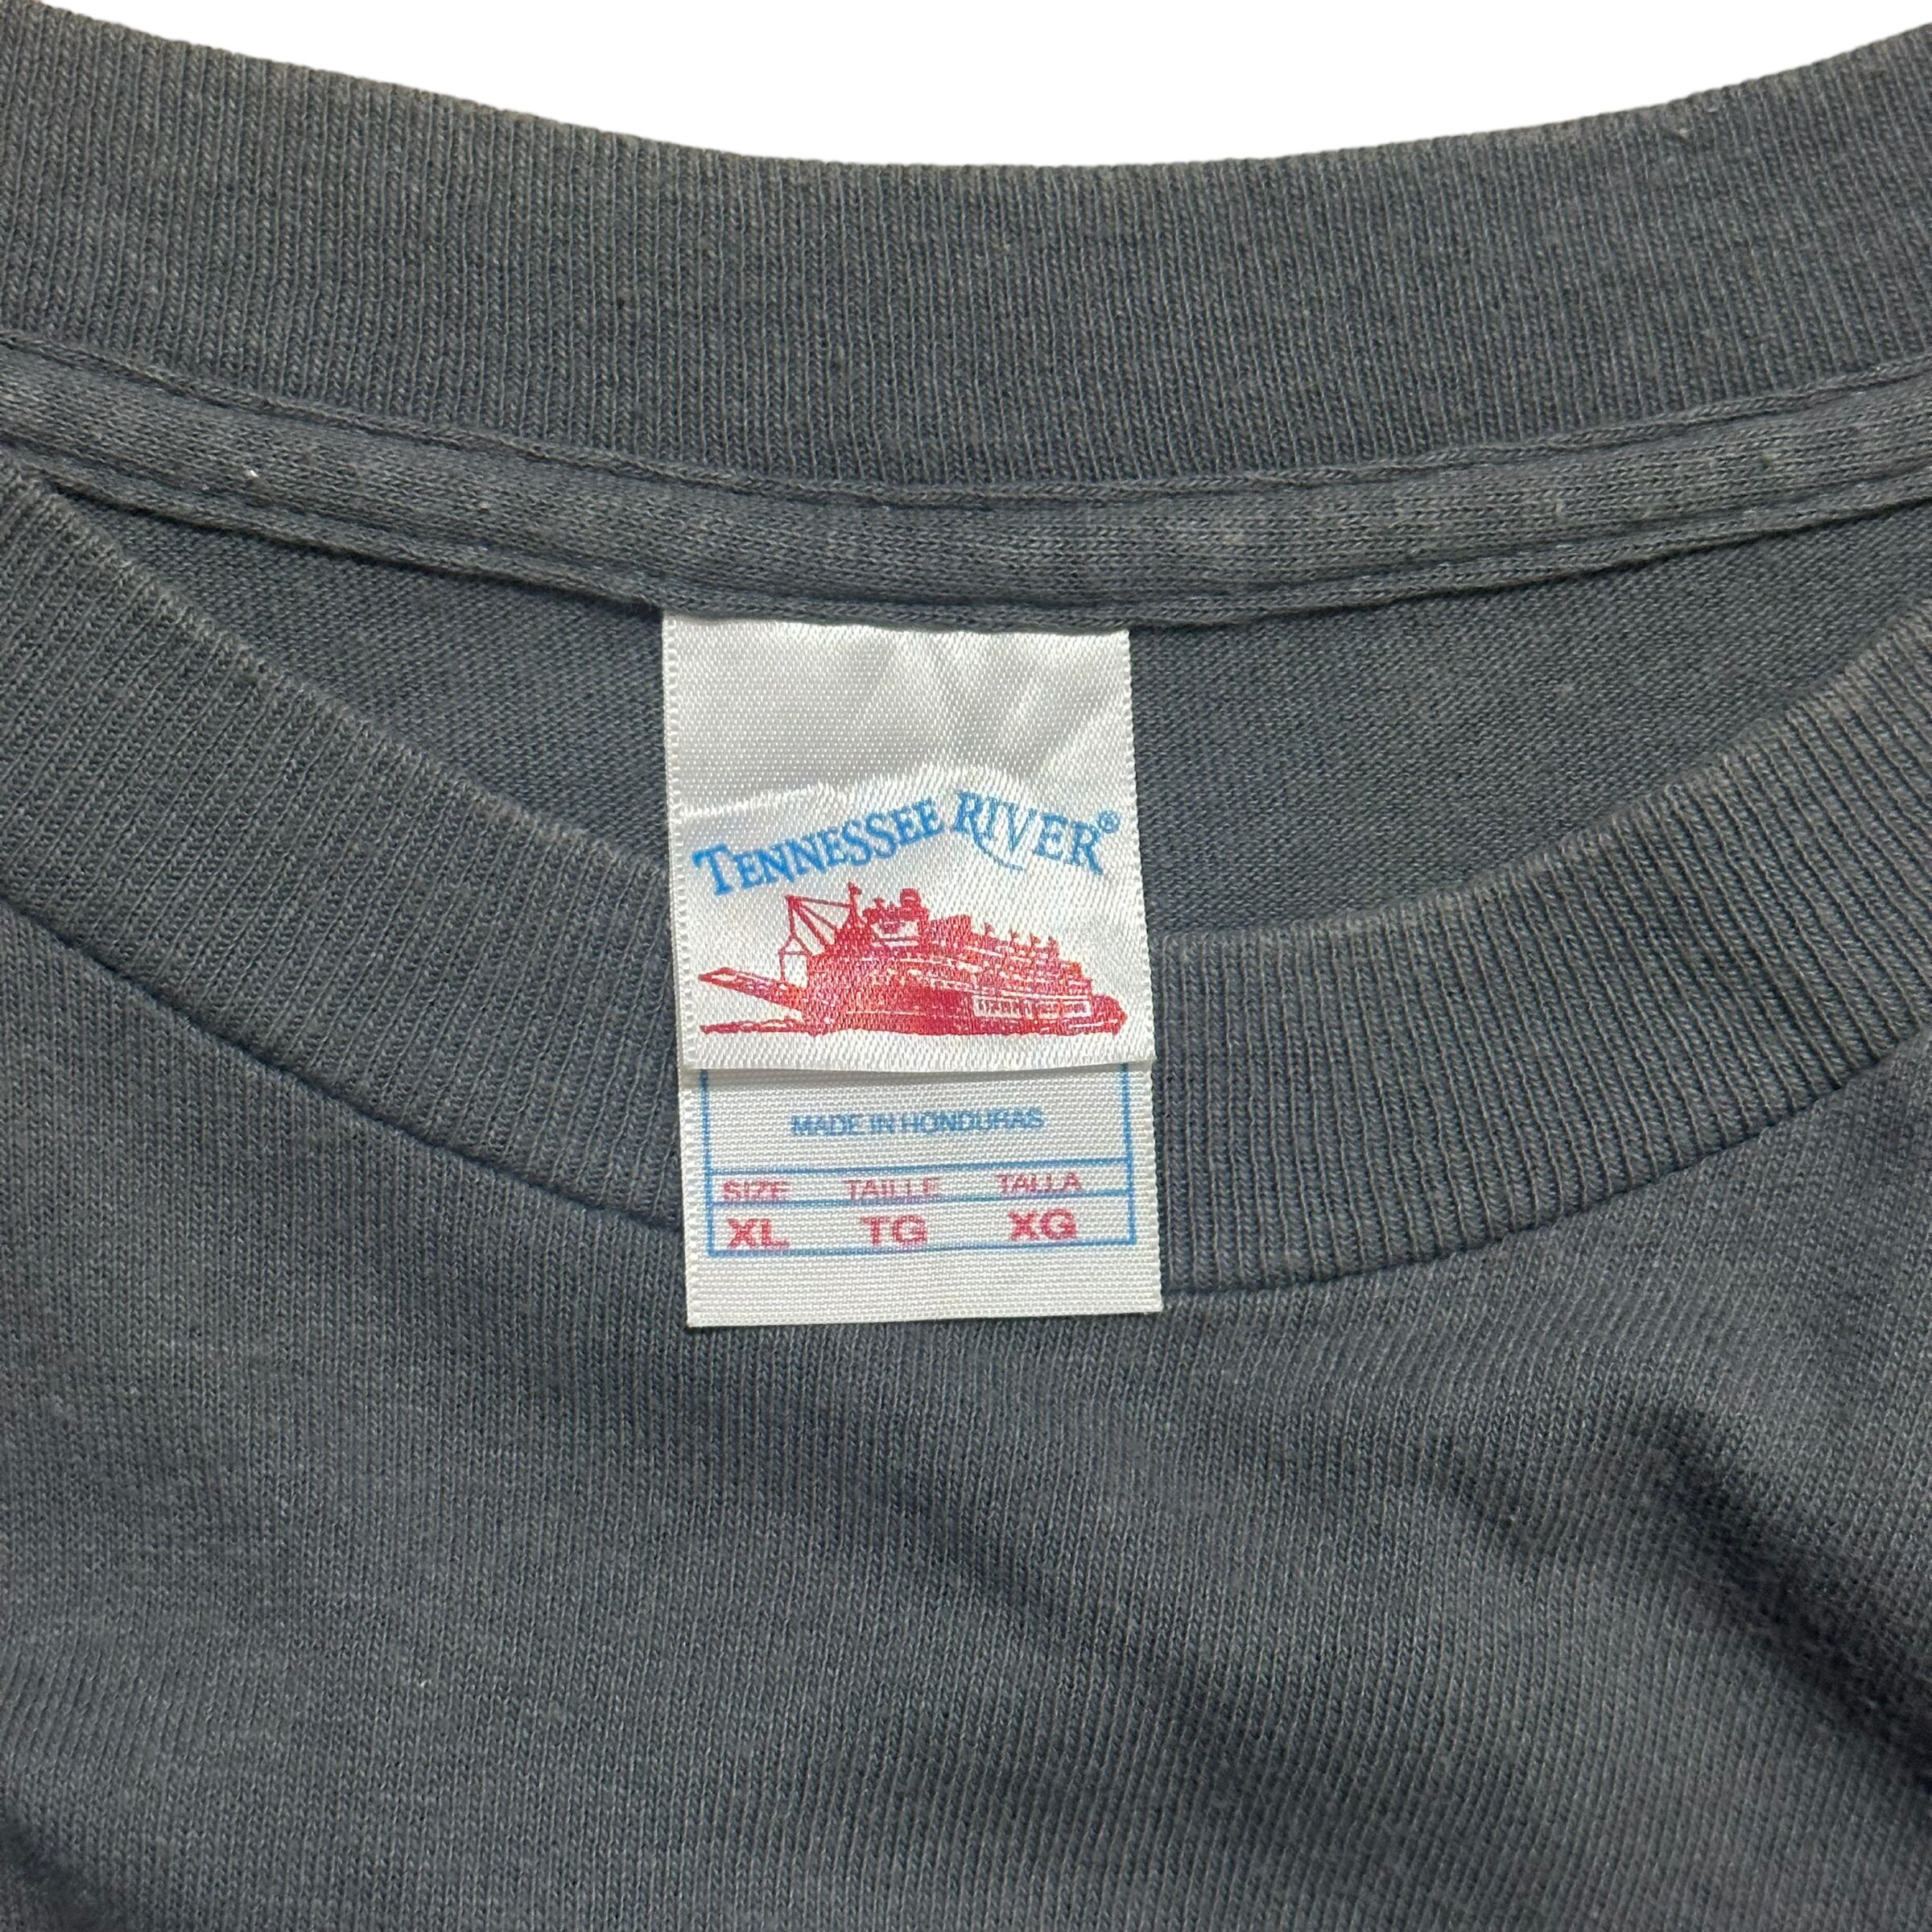 TENNESSEE RIVER®
MADE IN HONDURAS
SIZE TAILLE TALLA
XL TG XG